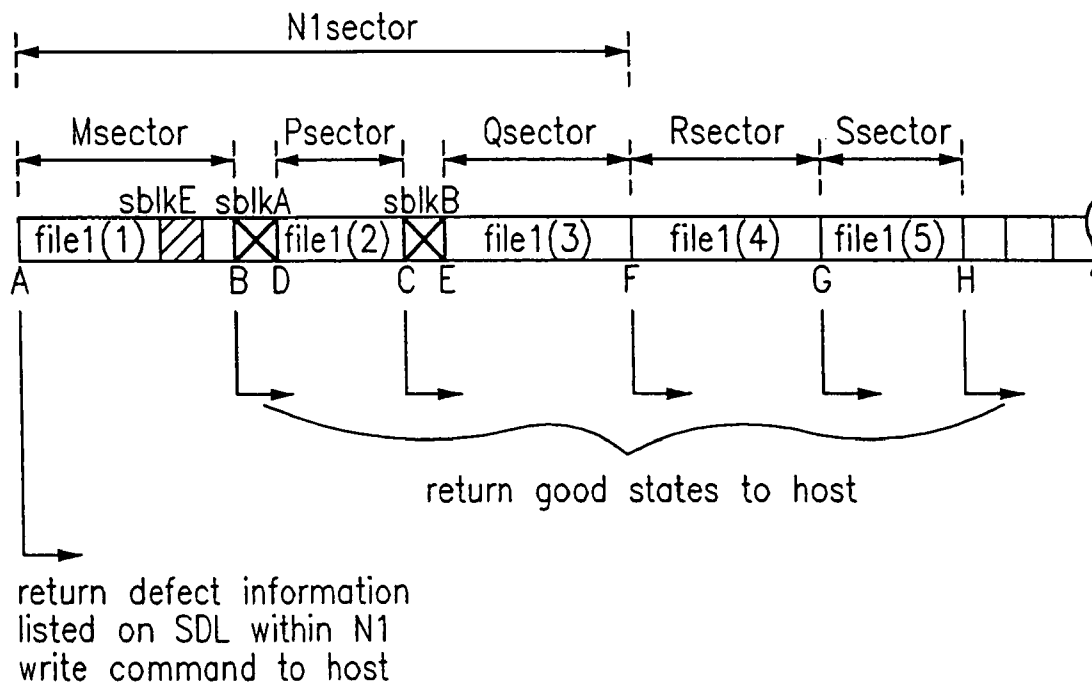 N1sector
Msector Psector Qsector Rsector Ssector
sblkE sblkA sblkB
file1(1) file1(2) file1(3) file1(4) file1(5)
A B D C E F G H
return good states to host
return defect information
listed on SDL within N1
write command to host